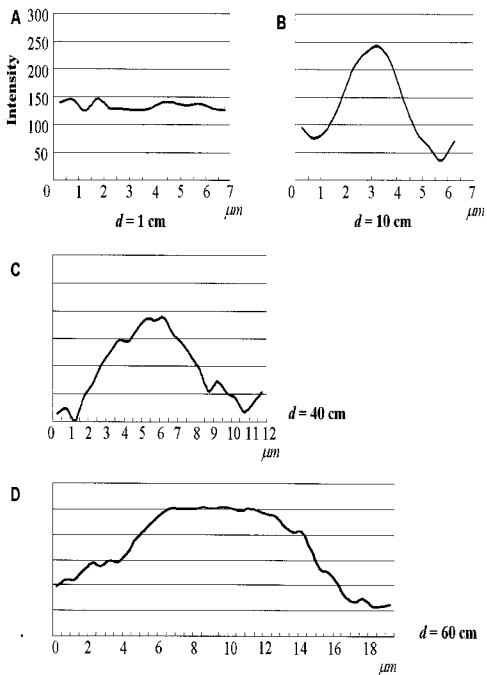 A
300
250
200
150
100
50
Intensity
0 1 2 3 4 5 6 7
μm
d = 1 cm
B
0 1 2 3 4 5 6 7
μm
d = 10 cm
C
0 1 2 3 4 5 6 7 8 9 10 11 12
μm
d = 40 cm
D
0 2 4 6 8 10 12 14 16 18
μm
d = 60 cm